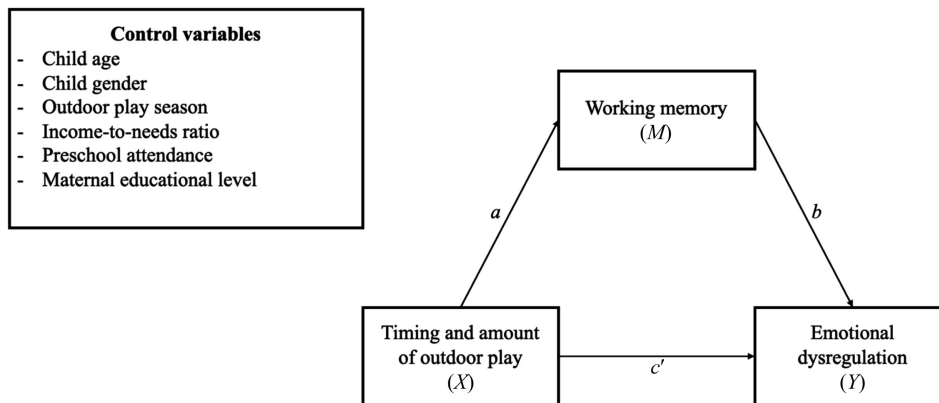 Control variables
- Child age
- Child gender
- Outdoor play season
- Income-to-needs ratio
- Preschool attendance
- Maternal educational level
Working memory
(M)
a
b
Timing and amount
of outdoor play
(X)
c′
Emotional
dysregulation
(Y)